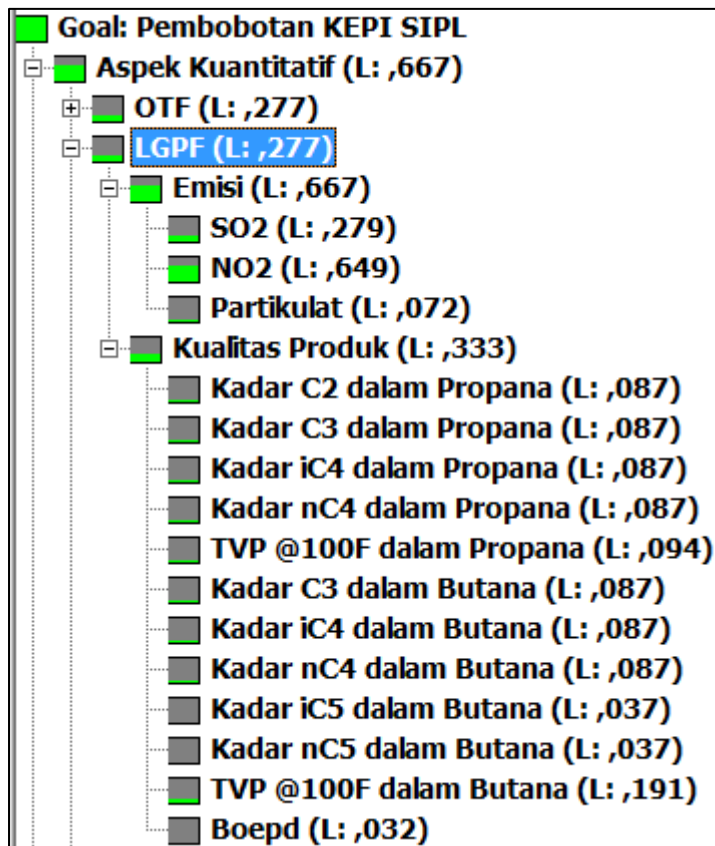 Goal: Pembobotan KEPI SIPL
Aspek Kuantitatif (L: ,667)
OTF (L: ,277)
LGPF (L: ,277)
Emisi (L: ,667)
SO2 (L: ,279)
NO2 (L: ,649)
Partikulat (L: ,072)
Kualitas Produk (L: ,333)
Kadar C2 dalam Propana (L: ,087)
Kadar C3 dalam Propana (L: ,087)
Kadar iC4 dalam Propana (L: ,087)
Kadar nC4 dalam Propana (L: ,087)
TVP @100F dalam Propana (L: ,094)
Kadar C3 dalam Butana (L: ,087)
Kadar iC4 dalam Butana (L: ,087)
Kadar nC4 dalam Butana (L: ,087)
Kadar iC5 dalam Butana (L: ,037)
Kadar nC5 dalam Butana (L: ,037)
TVP @100F dalam Butana (L: ,191)
Boepd (L: ,032)